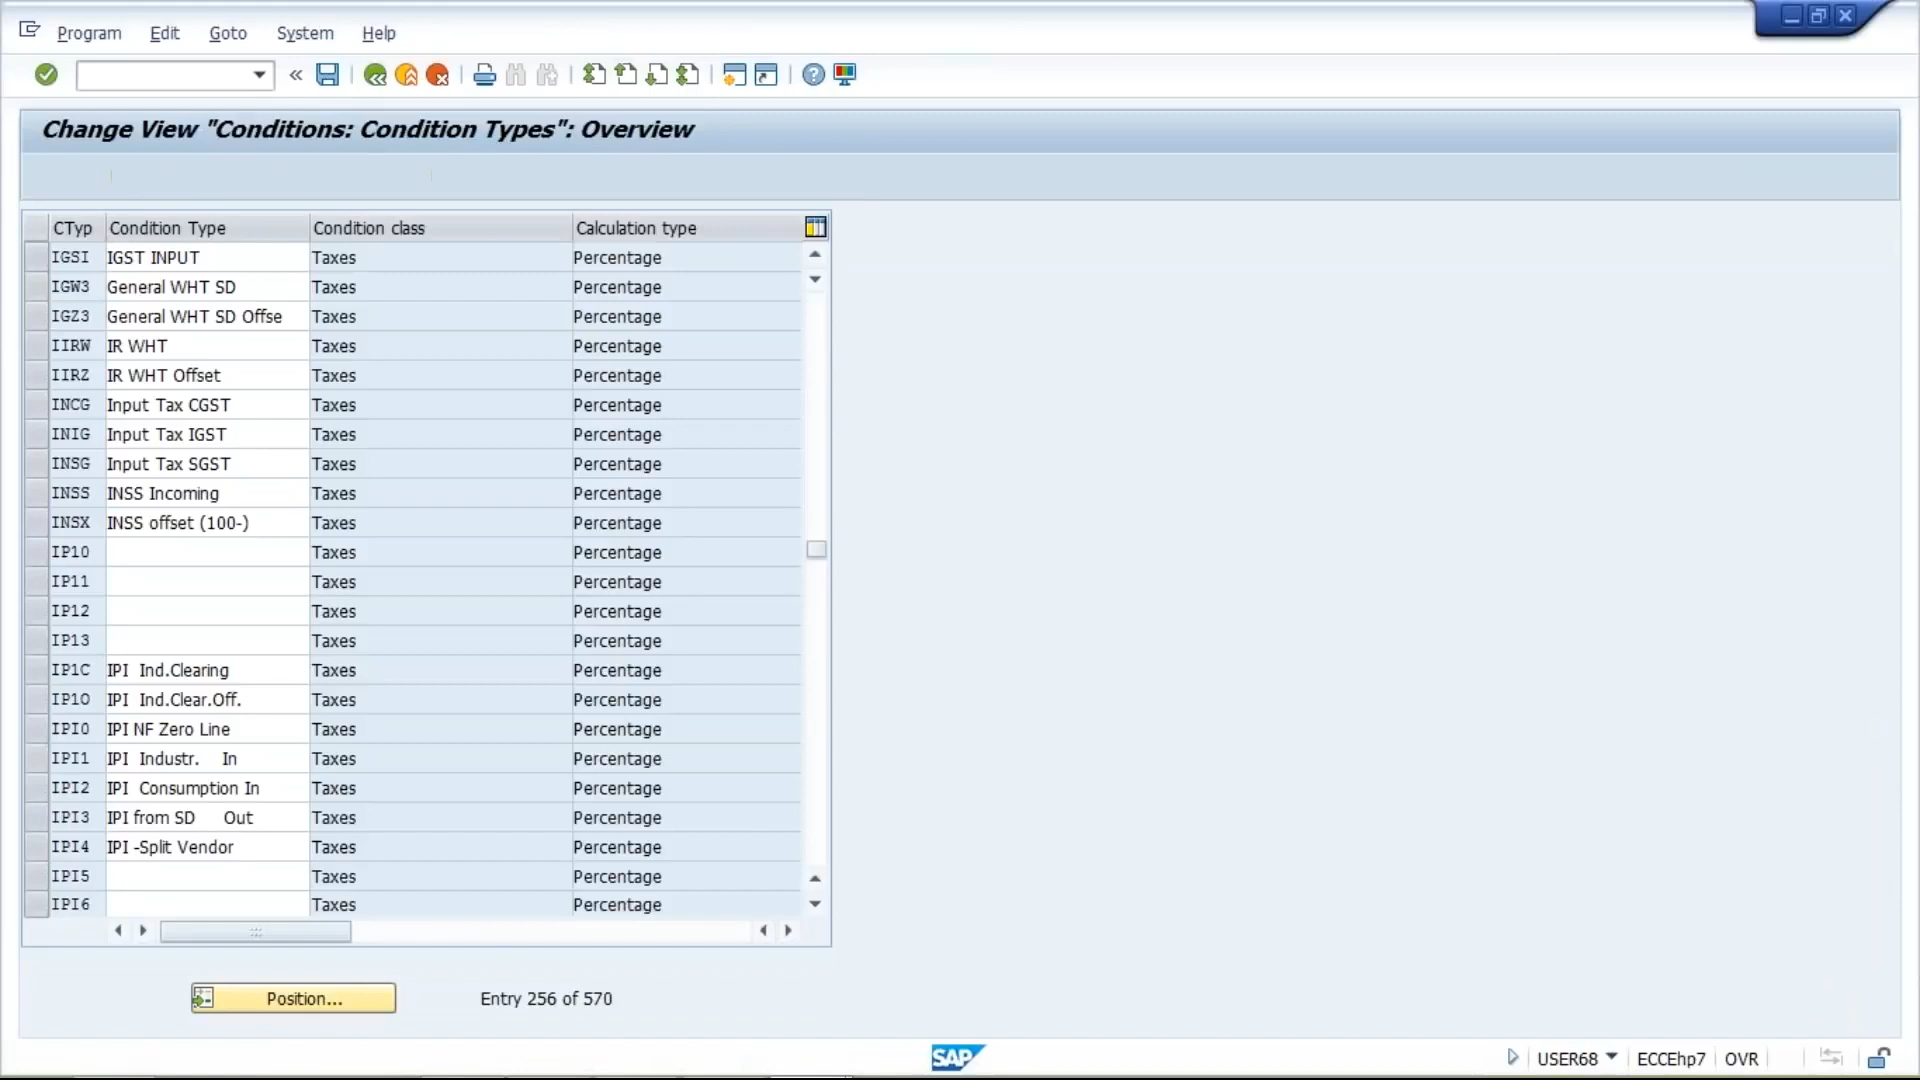 Program Edit Goto System Help
Change View "Conditions: Condition Types": Overview
CTyp Condition Type Condition class Calculation type
IGSI IGST INPUT Taxes Percentage
IGW3 General WHT SD Taxes Percentage
IGZ3 General WHT SD Offse Taxes Percentage
IIRW IR WHT Taxes Percentage
IIRZ IR WHT Offset Taxes Percentage
INCG Input Tax CGST Taxes Percentage
INIG Input Tax IGST Taxes Percentage
INSG Input Tax SGST Taxes Percentage
INSS INSS Incoming Taxes Percentage
INSX INSS offset (100-) Taxes Percentage
IP10 Taxes Percentage
IP11 Taxes Percentage
IP12 Taxes Percentage
IP13 Taxes Percentage
IP1C IPI Ind.Clearing Taxes Percentage
IP1O IPI Ind.Clear.Off. Taxes Percentage
IPI0 IPI NF Zero Line Taxes Percentage
IPI1 IPI Industr. In Taxes Percentage
IPI2 IPI Consumption In Taxes Percentage
IPI3 IPI from SD Out Taxes Percentage
IPI4 IPI -Split Vendor Taxes Percentage
IPI5 Taxes Percentage
IPI6 Taxes Percentage
Position... Entry 256 of 570
SAP USER68 ECCEhp7 OVR